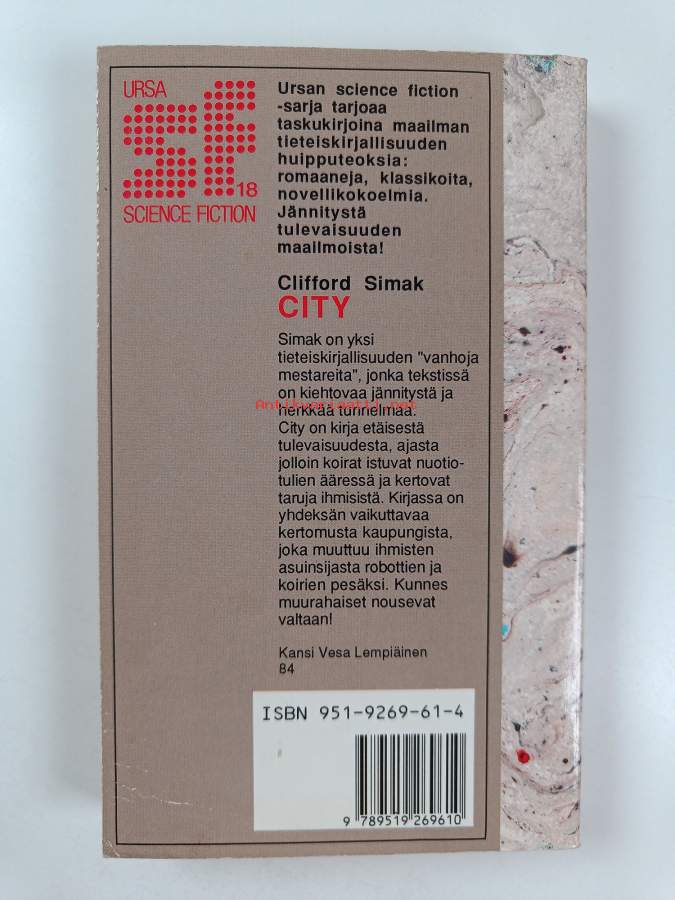 URSA
sf
18
SCIENCE FICTION
Ursan science fiction
-sarja tarjoaa
taskukirjoina maailman
tieteiskirjallisuuden
huipputeoksia:
romaaneja, klassikoita,
novellikokoelmia.
Jännitystä
tulevaisuuden
maailmoista!
Clifford Simak
CITY
Simak on yksi
tieteiskirjallisuuden "vanhoja
mestareita", jonka tekstissä
on kiehtovaa jännitystä ja
Antikvariaatti.net
herkkää tunnelmaa.
City on kirja etäisestä
tulevaisuudesta, ajasta
jolloin koirat istuvat nuotio-
tulien ääressä ja kertovat
taruja ihmisistä. Kirjassa on
yhdeksän vaikuttavaa
kertomusta kaupungista,
joka muuttuu ihmisten
asuinsijasta robottien ja
koirien pesäksi. Kunnes
muurahaiset nousevat
valtaan!
Kansi Vesa Lempiäinen
84
ISBN 951-9269-61-4
9 789519 269610